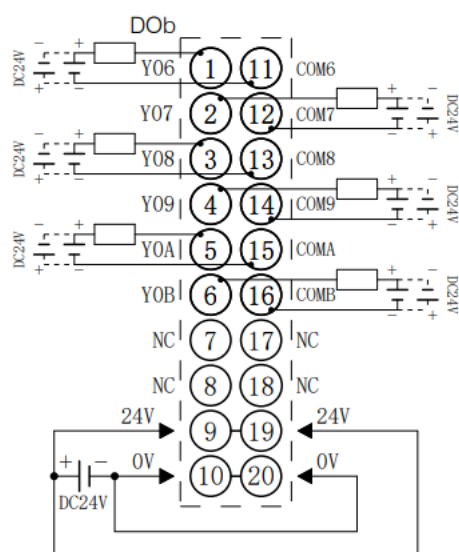 DOb
DC24V - + Y06 1 11 COM6
+ -
Y07 2 12 COM7 + - DC24V
- +
DC24V - + Y08 3 13 COM8
+ -
Y09 4 14 COM9 + - DC24V
- +
DC24V - + Y0A 5 15 COMA
+ -
Y0B 6 16 COMB + - DC24V
- +
NC 7 17 NC
NC 8 18 NC
24V 9 19 24V
+ - 0V 10 20 0V
DC24V